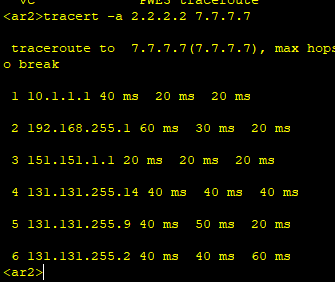 PWE3 traceroute
<ar2>tracert -a 2.2.2.2 7.7.7.7
traceroute to 7.7.7.7(7.7.7.7), max hops
o break
1 10.1.1.1 40 ms 20 ms 20 ms
2 192.168.255.1 60 ms 30 ms 20 ms
3 151.151.1.1 20 ms 20 ms 20 ms
4 131.131.255.14 40 ms 40 ms 40 ms
5 131.131.255.9 40 ms 50 ms 20 ms
6 131.131.255.2 40 ms 40 ms 60 ms
<ar2>